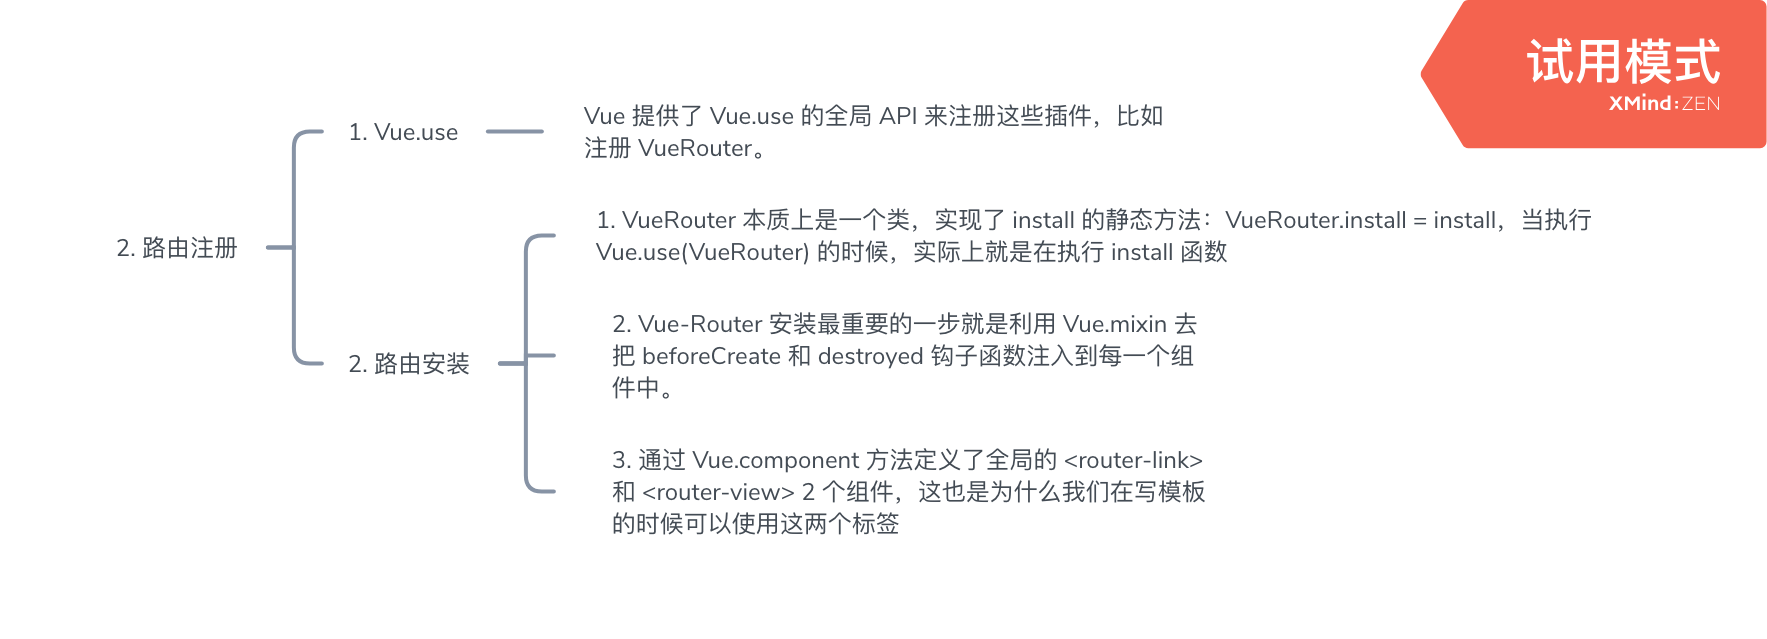 试用模式
XMind:ZEN
2. 路由注册
1. Vue.use
Vue 提供了 Vue.use 的全局 API 来注册这些插件，比如
注册 VueRouter。
2. 路由安装
1. VueRouter 本质上是一个类，实现了 install 的静态方法：VueRouter.install = install，当执行
Vue.use(VueRouter) 的时候，实际上就是在执行 install 函数
2. Vue-Router 安装最重要的一步就是利用 Vue.mixin 去
把 beforeCreate 和 destroyed 钩子函数注入到每一个组
件中。
3. 通过 Vue.component 方法定义了全局的 <router-link>
和 <router-view> 2 个组件，这也是为什么我们在写模板
的时候可以使用这两个标签